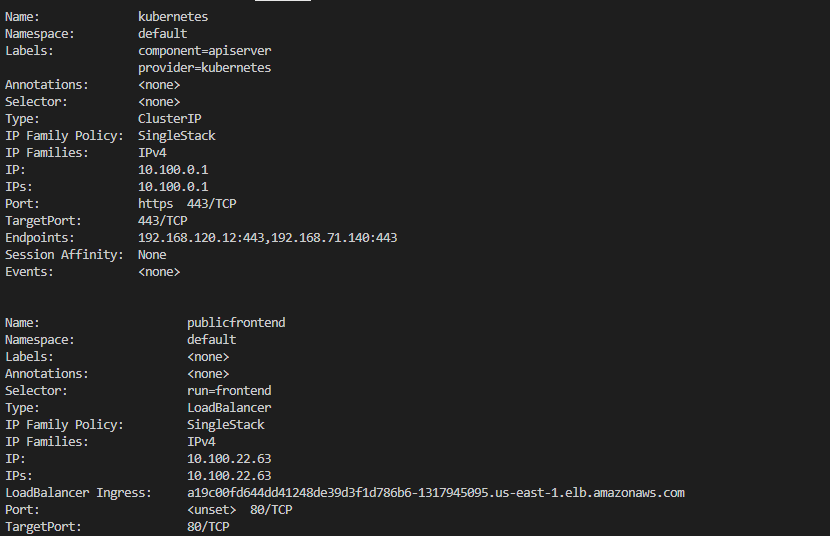 Name:              kubernetes
Namespace:         default
Labels:            component=apiserver
                   provider=kubernetes
Annotations:       <none>
Selector:          <none>
Type:              ClusterIP
IP Family Policy:  SingleStack
IP Families:       IPv4
IP:                10.100.0.1
IPs:               10.100.0.1
Port:              https  443/TCP
TargetPort:        443/TCP
Endpoints:         192.168.120.12:443,192.168.71.140:443
Session Affinity:  None
Events:            <none>

Name:                     publicfrontend
Namespace:                default
Labels:                   <none>
Annotations:              <none>
Selector:                 run=frontend
Type:                     LoadBalancer
IP Family Policy:         SingleStack
IP Families:              IPv4
IP:                       10.100.22.63
IPs:                      10.100.22.63
LoadBalancer Ingress:     a19c00fd644dd41248de39d3f1d786b6-1317945095.us-east-1.elb.amazonaws.com
Port:                     <unset>  80/TCP
TargetPort:               80/TCP